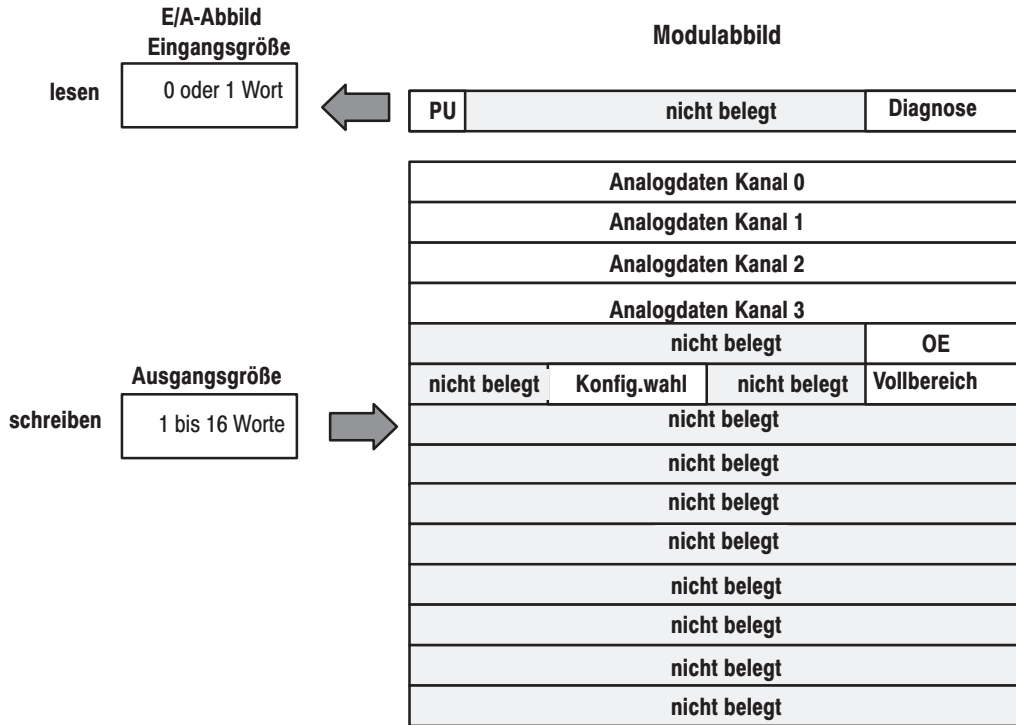 E/A-Abbild
Eingangsgröße
Modulabbild
lesen
0 oder 1 Wort
PU
nicht belegt
Diagnose
Analogdaten Kanal 0
Analogdaten Kanal 1
Analogdaten Kanal 2
Analogdaten Kanal 3
nicht belegt
OE
Ausgangsgröße
nicht belegt
Konfig.wahl
nicht belegt
Vollbereich
schreiben
1 bis 16 Worte
nicht belegt
nicht belegt
nicht belegt
nicht belegt
nicht belegt
nicht belegt
nicht belegt
nicht belegt